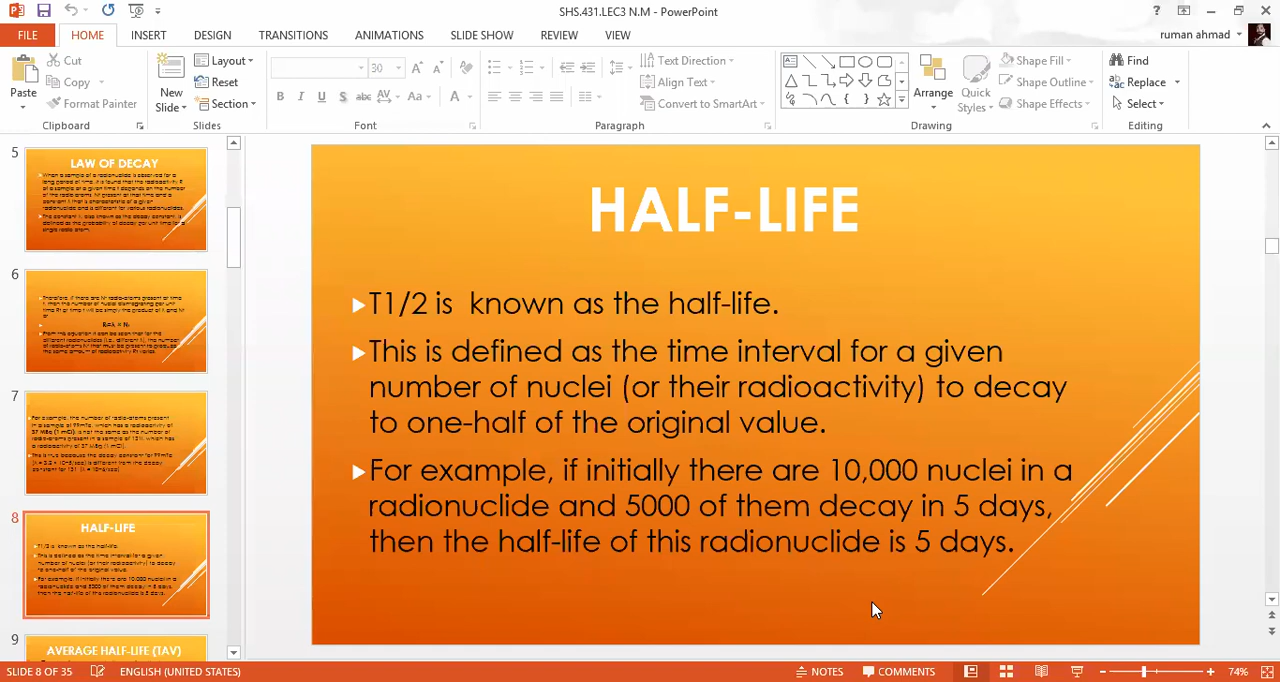 SHS.431.LEC3 N.M - PowerPoint
FILE HOME INSERT DESIGN TRANSITIONS ANIMATIONS SLIDE SHOW REVIEW VIEW ruman ahmad
Paste
Cut
Copy
Format Painter
Clipboard
New Slide
Layout
Reset
Section
Slides
30
B I U S abc AV Aa A
Font
Text Direction
Align Text
Convert to SmartArt
Paragraph
Arrange
Quick Styles
Shape Fill
Shape Outline
Shape Effects
Drawing
Find
Replace
Select
Editing
5
LAW OF DECAY
6
7
8
HALF-LIFE
9
AVERAGE HALF-LIFE (TAV)
HALF-LIFE
T1/2 is known as the half-life.
This is defined as the time interval for a given
number of nuclei (or their radioactivity) to decay
to one-half of the original value.
For example, if initially there are 10,000 nuclei in a
radionuclide and 5000 of them decay in 5 days,
then the half-life of this radionuclide is 5 days.
SLIDE 8 OF 35 ENGLISH (UNITED STATES) NOTES COMMENTS 74%